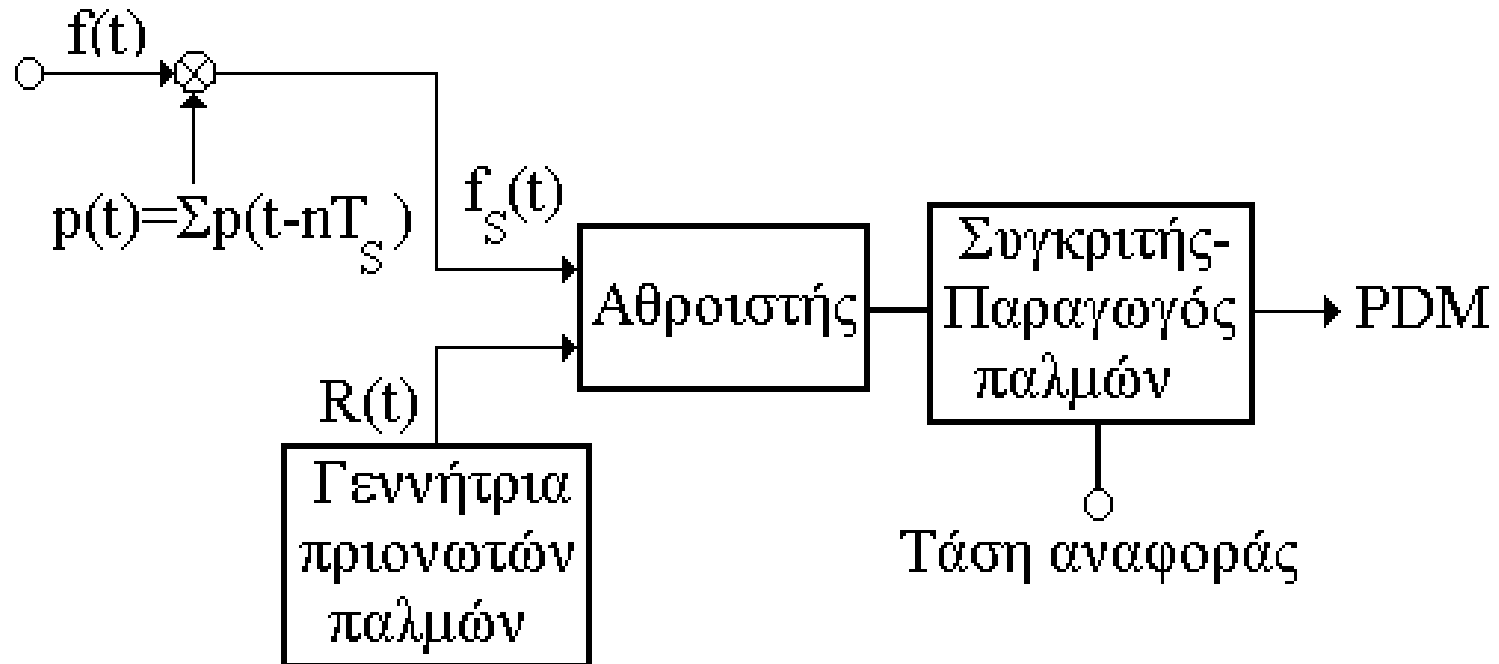 f(t)
p(t)=Σp(t-nT_S)
f_S(t)
Αθροιστής
Συγκριτής-
Παραγωγός
παλμών
PDM
R(t)
Γεννήτρια
πριονωτών
παλμών
Τάση αναφοράς